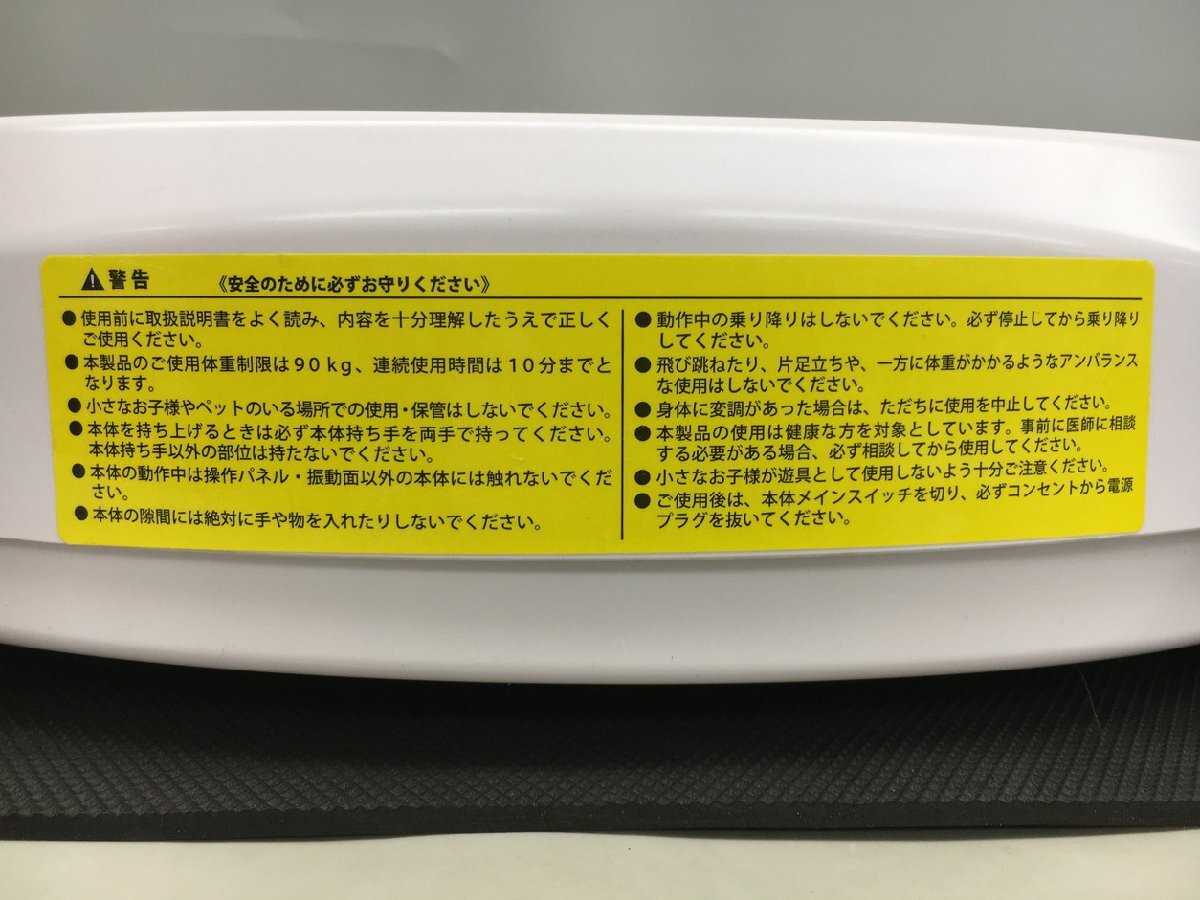 警告 《安全のために必ずお守りください》
●使用前に取扱説明書をよく読み、内容を十分理解したうえで正しく
ご使用ください。
●本製品のご使用体重制限は90kg、連続使用時間は10分までと
なります。
●小さなお子様やペットのいる場所での使用・保管はしないでください。
●本体を持ち上げるときは必ず本体持ち手を両手で持ってください。
本体持ち手以外の部位は持たないでください。
●本体の動作中は操作パネル・振動面以外の本体には触れないでくだ
さい。
●本体の隙間には絶対に手や物を入れたりしないでください。
●動作中の乗り降りはしないでください。必ず停止してから乗り降り
してください。
●飛び跳ねたり、片足立ちや、一方に体重がかかるようなアンバランス
な使用はしないでください。
●身体に変調があった場合は、ただちに使用を中止してください。
●本製品の使用は健康な方を対象としています。事前に医師に相談
する必要がある場合、必ず相談してから使用してください。
●小さなお子様が遊具として使用しないよう十分ご注意ください。
●ご使用後は、本体メインスイッチを切り、必ずコンセントから電源
プラグを抜いてください。